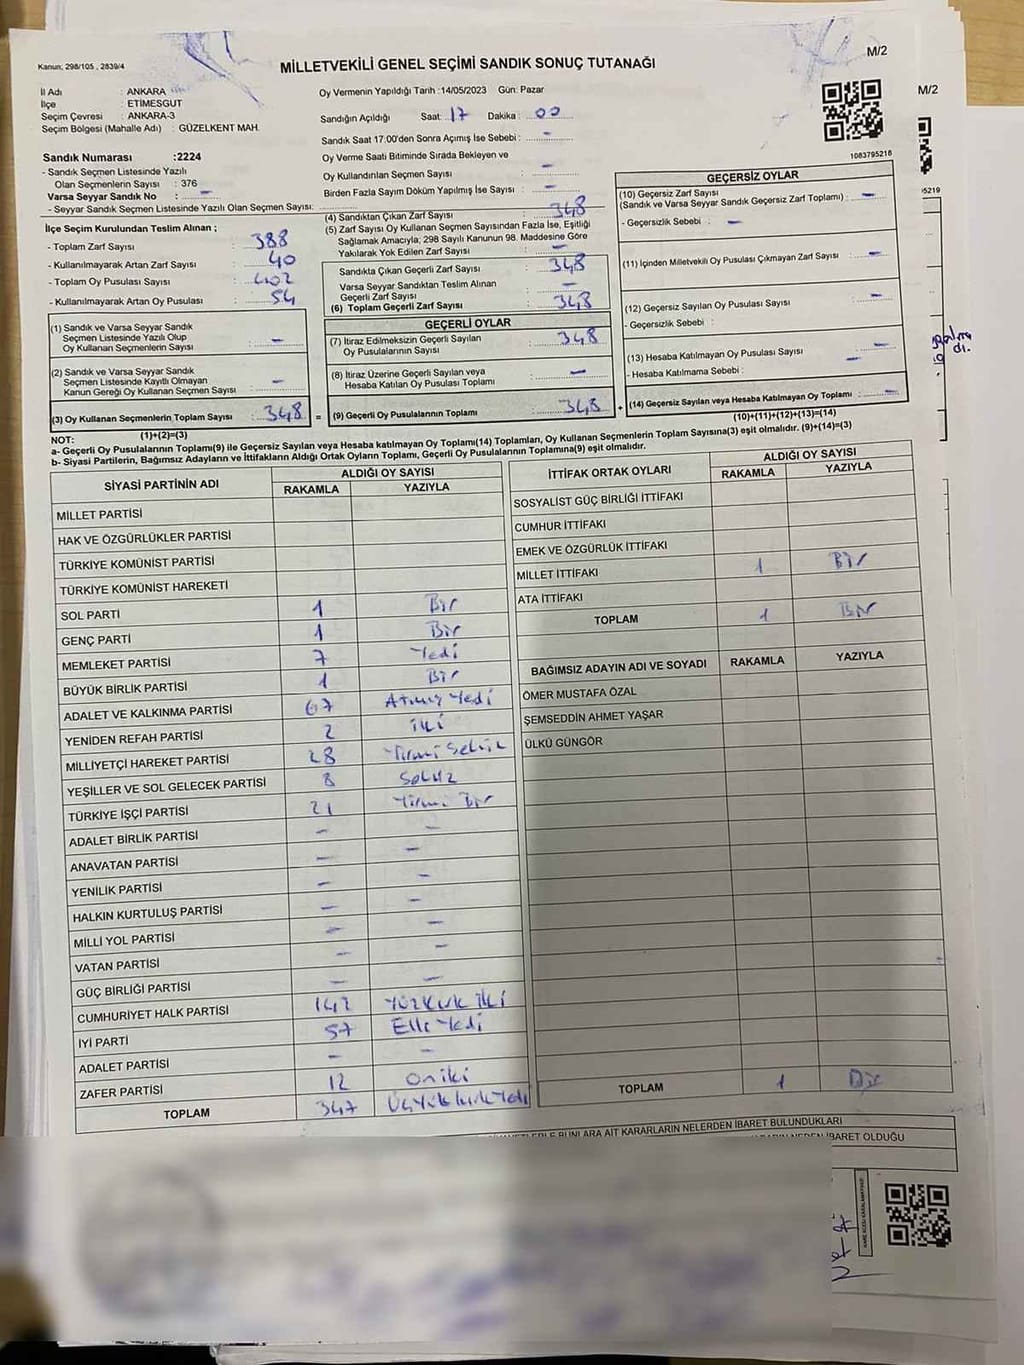 Kanun; 298/105 , 2839/4
MİLLETVEKİLİ GENEL SEÇİMİ SANDIK SONUÇ TUTANAĞI
M/2
M/2
İl Adı : ANKARA
İlçe : ETİMESGUT
Seçim Çevresi : ANKARA-3
Seçim Bölgesi (Mahalle Adı) : GÜZELKENT MAH.
Sandık Numarası :2224
- Sandık Seçmen Listesinde Yazılı
Olan Seçmenlerin Sayısı : 376
Varsa Seyyar Sandık No : -
- Seyyar Sandık Seçmen Listesinde Yazılı Olan Seçmen Sayısı:
Oy Vermenin Yapıldığı Tarih :14/05/2023 Gün: Pazar
Sandığın Açıldığı Saat: 17 Dakika : 00
Sandık Saat 17:00'den Sonra Açımış İse Sebebi : -
Oy Verme Saati Bitiminde Sırada Bekleyen ve
Oy Kullandırılan Seçmen Sayısı : -
Birden Fazla Sayım Döküm Yapılmış İse Sayısı : -
1083795218
5219
İlçe Seçim Kurulundan Teslim Alınan ;
- Toplam Zarf Sayısı : 388
- Kullanılmayarak Artan Zarf Sayısı : 40
- Toplam Oy Pusulası Sayısı : 402
- Kullanılmayarak Artan Oy Pusulası : 54
(1) Sandık ve Varsa Seyyar Sandık
Seçmen Listesinde Yazılı Olup
Oy Kullanan Seçmenlerin Sayısı : -
(2) Sandık ve Varsa Seyyar Sandık
Seçmen Listesinde Kayıtlı Olmayan
Kanun Gereği Oy Kullanan Seçmen Sayısı : -
(3) Oy Kullanan Seçmenlerin Toplam Sayısı : 348 =
(1)+(2)=(3)
(4) Sandıktan Çıkan Zarf Sayısı : 348
(5) Zarf Sayısı Oy Kullanan Seçmen Sayısından Fazla İse, Eşitliği
Sağlamak Amacıyla; 298 Sayılı Kanunun 98. Maddesine Göre
Yakılarak Yok Edilen Zarf Sayısı : -
Sandıkta Çıkan Geçerli Zarf Sayısı : 348
Varsa Seyyar Sandıktan Teslim Alınan
Geçerli Zarf Sayısı : -
(6) Toplam Geçerli Zarf Sayısı : 348
GEÇERLİ OYLAR
(7) İtiraz Edilmeksizin Geçerli Sayılan
Oy Pusulalarının Sayısı : 348
(8) İtiraz Üzerine Geçerli Sayılan veya
Hesaba Katılan Oy Pusulası Toplamı : -
(9) Geçerli Oy Pusulalarının Toplamı : 348 +
GEÇERSİZ OYLAR
(10) Geçersiz Zarf Sayısı
(Sandık ve Varsa Seyyar Sandık Geçersiz Zarf Toplamı) : -
- Geçersizlik Sebebi : -
(11) İçinden Milletvekili Oy Pusulası Çıkmayan Zarf Sayısı : -
(12) Geçersiz Sayılan Oy Pusulası Sayısı : -
- Geçersizlik Sebebi :
(13) Hesaba Katılmayan Oy Pusulası Sayısı : -
- Hesaba Katılmama Sebebi : -
(14) Geçersiz Sayılan veya Hesaba Katılmayan Oy Toplamı : -
(10)+(11)+(12)+(13)=(14)
NOT:
a- Geçerli Oy Pusulalarının Toplamı(9) ile Geçersiz Sayılan veya Hesaba katılmayan Oy Toplamı(14) Toplamları, Oy Kullanan Seçmenlerin Toplam Sayısına(3) eşit olmalıdır. (9)+(14)=(3)
b- Siyasi Partilerin, Bağımsız Adayların ve İttifakların Aldığı Ortak Oyların Toplamı, Geçerli Oy Pusulalarının Toplamına(9) eşit olmalıdır.
SİYASİ PARTİNİN ADI ALDIĞI OY SAYISI
RAKAMLA YAZIYLA
MİLLET PARTİSİ
HAK VE ÖZGÜRLÜKLER PARTİSİ
TÜRKİYE KOMÜNİST PARTİSİ
TÜRKİYE KOMÜNİST HAREKETİ
SOL PARTİ 1 Bir
GENÇ PARTİ 1 Bir
MEMLEKET PARTİSİ 7 Yedi
BÜYÜK BİRLİK PARTİSİ 1 Bir
ADALET VE KALKINMA PARTİSİ 67 Atmış Yedi
YENİDEN REFAH PARTİSİ 2 iki
MİLLİYETÇİ HAREKET PARTİSİ 28 Yirmi Sekiz
YEŞİLLER VE SOL GELECEK PARTİSİ 8 Sekiz
TÜRKİYE İŞÇİ PARTİSİ 21 Yirmi Bir
ADALET BİRLİK PARTİSİ - -
ANAVATAN PARTİSİ - -
YENİLİK PARTİSİ - -
HALKIN KURTULUŞ PARTİSİ - -
MİLLİ YOL PARTİSİ - -
VATAN PARTİSİ - -
GÜÇ BİRLİĞİ PARTİSİ - -
CUMHURİYET HALK PARTİSİ 142 Yüzkırk iki
İYİ PARTİ 57 Elli Yedi
ADALET PARTİSİ - -
ZAFER PARTİSİ 12 Oniki
TOPLAM 347 Üçyüzkırkyedi
İTTİFAK ORTAK OYLARI ALDIĞI OY SAYISI
RAKAMLA YAZIYLA
SOSYALİST GÜÇ BİRLİĞİ İTTİFAKI
CUMHUR İTTİFAKI
EMEK VE ÖZGÜRLÜK İTTİFAKI
MİLLET İTTİFAKI 1 Bir
ATA İTTİFAKI
TOPLAM 1 Bir
BAĞIMSIZ ADAYIN ADI VE SOYADI RAKAMLA YAZIYLA
ÖMER MUSTAFA ÖZAL
ŞEMSEDDİN AHMET YAŞAR
ÜLKÜ GÜNGÖR
TOPLAM 1 Bir
BUNLARA AİT KARARLARIN NELERDEN İBARET BULUNDUKLARI
İBARET OLDUĞU